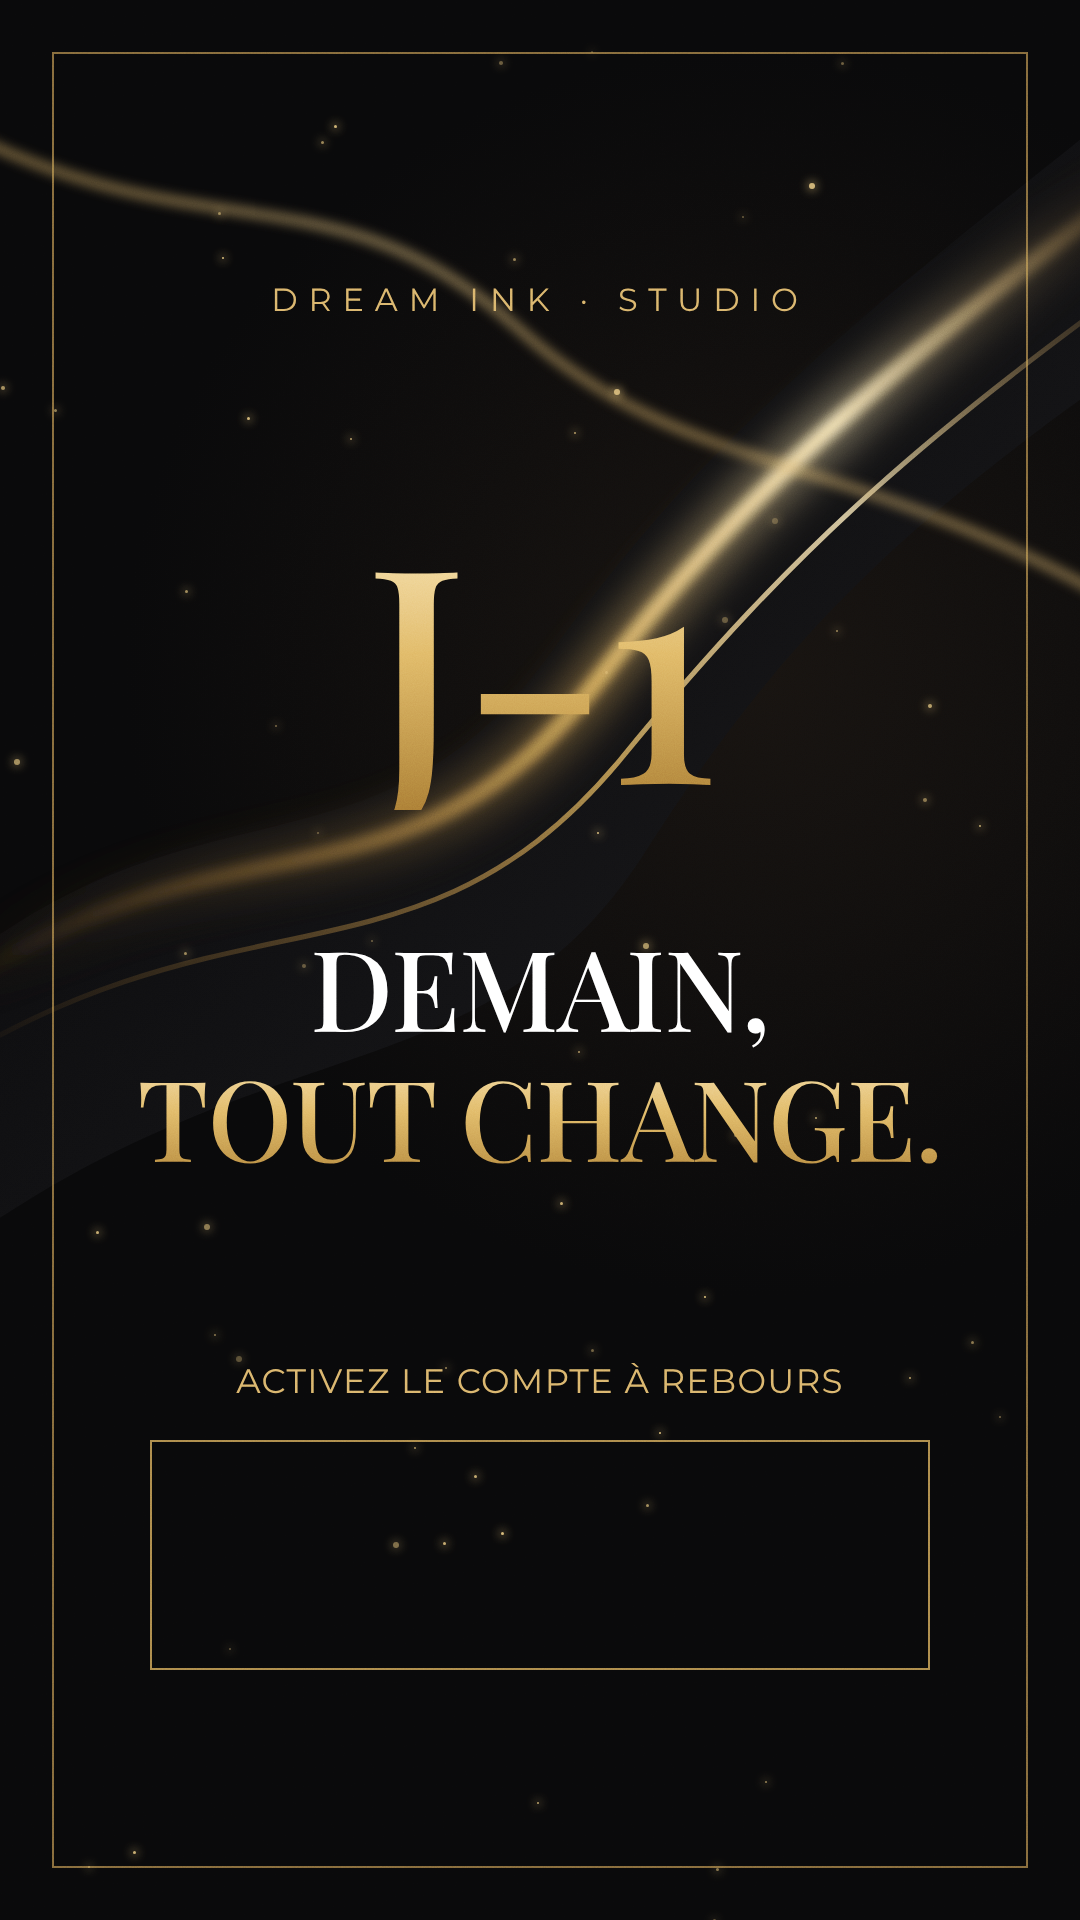 DREAM INK · STUDIO
J-1
DEMAIN,
TOUT CHANGE.
ACTIVEZ LE COMPTE À REBOURS